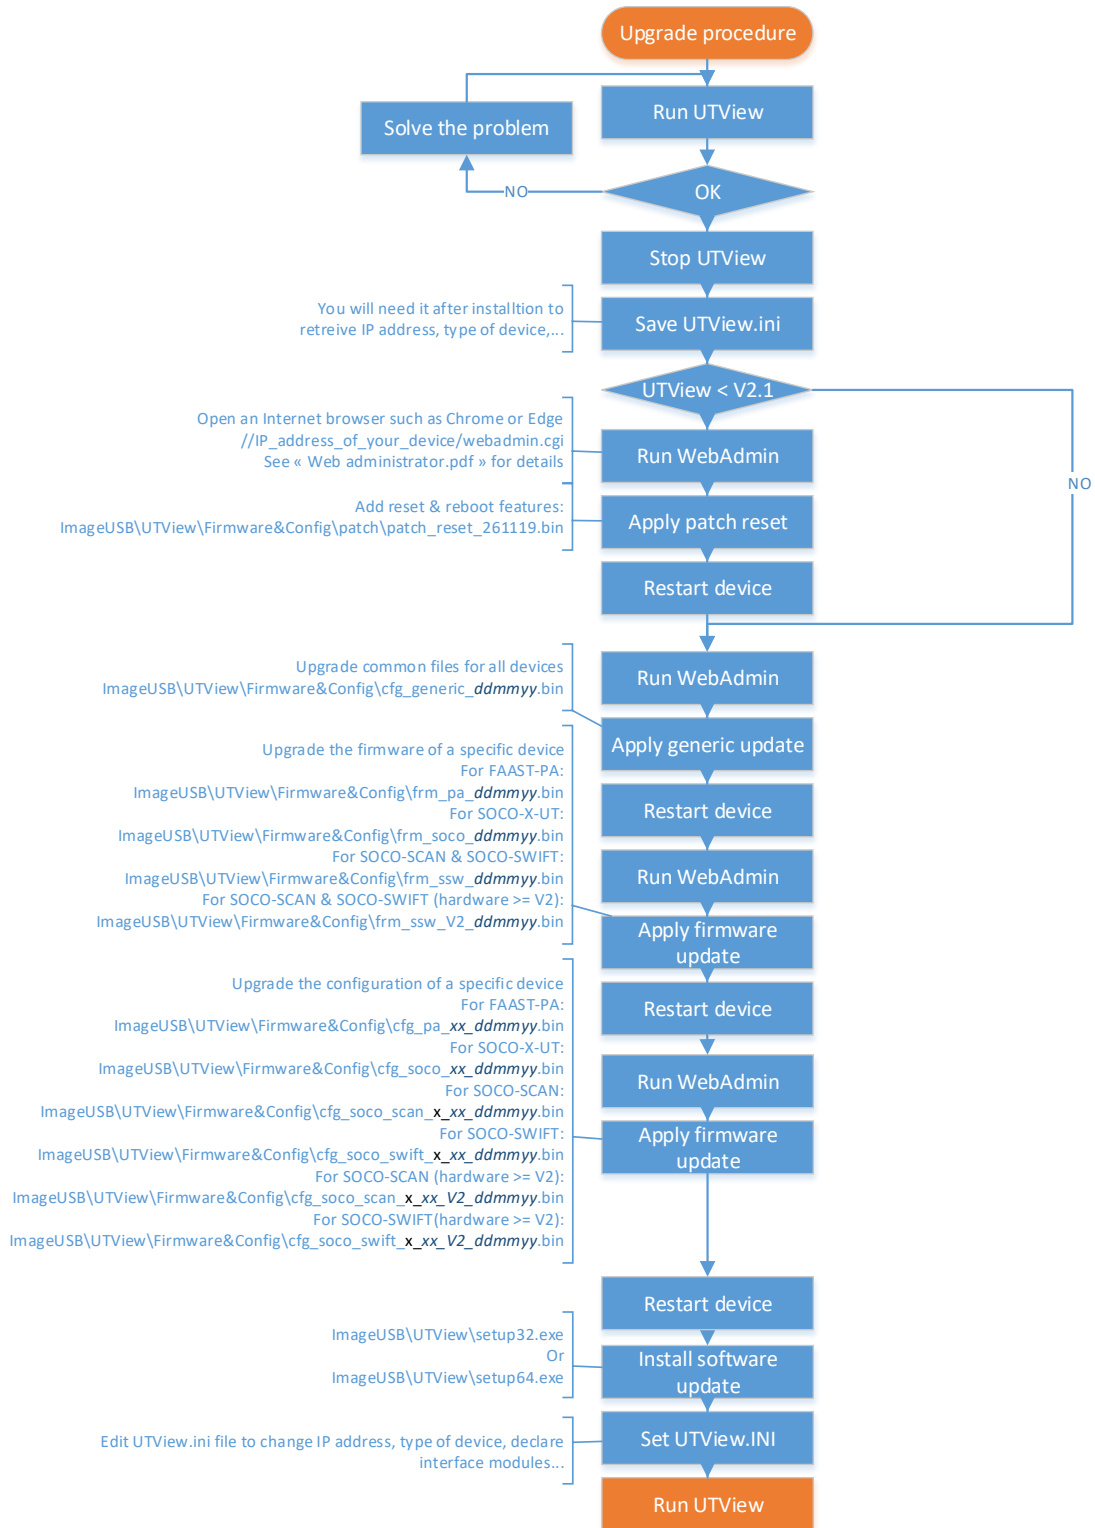 Upgrade procedure
Run UTView
Solve the problem
OK
NO
Stop UTView
You will need it after installtion to
retreive IP address, type of device,...
Save UTView.ini
UTView < V2.1
NO
Open an Internet browser such as Chrome or Edge
//IP_address_of_your_device/webadmin.cgi
See « Web administrator.pdf » for details
Run WebAdmin
Add reset & reboot features:
ImageUSB\UTView\Firmware&Config\patch\patch_reset_261119.bin
Apply patch reset
Restart device
Run WebAdmin
Upgrade common files for all devices
ImageUSB\UTView\Firmware&Config\cfg_generic_ddmmyy.bin
Apply generic update
Restart device
Run WebAdmin
Upgrade the firmware of a specific device
For FAAST-PA:
ImageUSB\UTView\Firmware&Config\frm_pa_ddmmyy.bin
For SOCO-X-UT:
ImageUSB\UTView\Firmware&Config\frm_soco_ddmmyy.bin
For SOCO-SCAN & SOCO-SWIFT:
ImageUSB\UTView\Firmware&Config\frm_ssw_ddmmyy.bin
For SOCO-SCAN & SOCO-SWIFT (hardware >= V2):
ImageUSB\UTView\Firmware&Config\frm_ssw_V2_ddmmyy.bin
Apply firmware
update
Restart device
Run WebAdmin
Upgrade the configuration of a specific device
For FAAST-PA:
ImageUSB\UTView\Firmware&Config\cfg_pa_xx_ddmmyy.bin
For SOCO-X-UT:
ImageUSB\UTView\Firmware&Config\cfg_soco_xx_ddmmyy.bin
For SOCO-SCAN:
ImageUSB\UTView\Firmware&Config\cfg_soco_scan_x_xx_ddmmyy.bin
For SOCO-SWIFT:
ImageUSB\UTView\Firmware&Config\cfg_soco_swift_x_xx_ddmmyy.bin
For SOCO-SCAN (hardware >= V2):
ImageUSB\UTView\Firmware&Config\cfg_soco_scan_x_xx_V2_ddmmyy.bin
For SOCO-SWIFT(hardware >= V2):
ImageUSB\UTView\Firmware&Config\cfg_soco_swift_x_xx_V2_ddmmyy.bin
Apply firmware
update
Restart device
ImageUSB\UTView\setup32.exe
Or
ImageUSB\UTView\setup64.exe
Install software
update
Edit UTView.ini file to change IP address, type of device, declare
interface modules...
Set UTView.INI
Run UTView